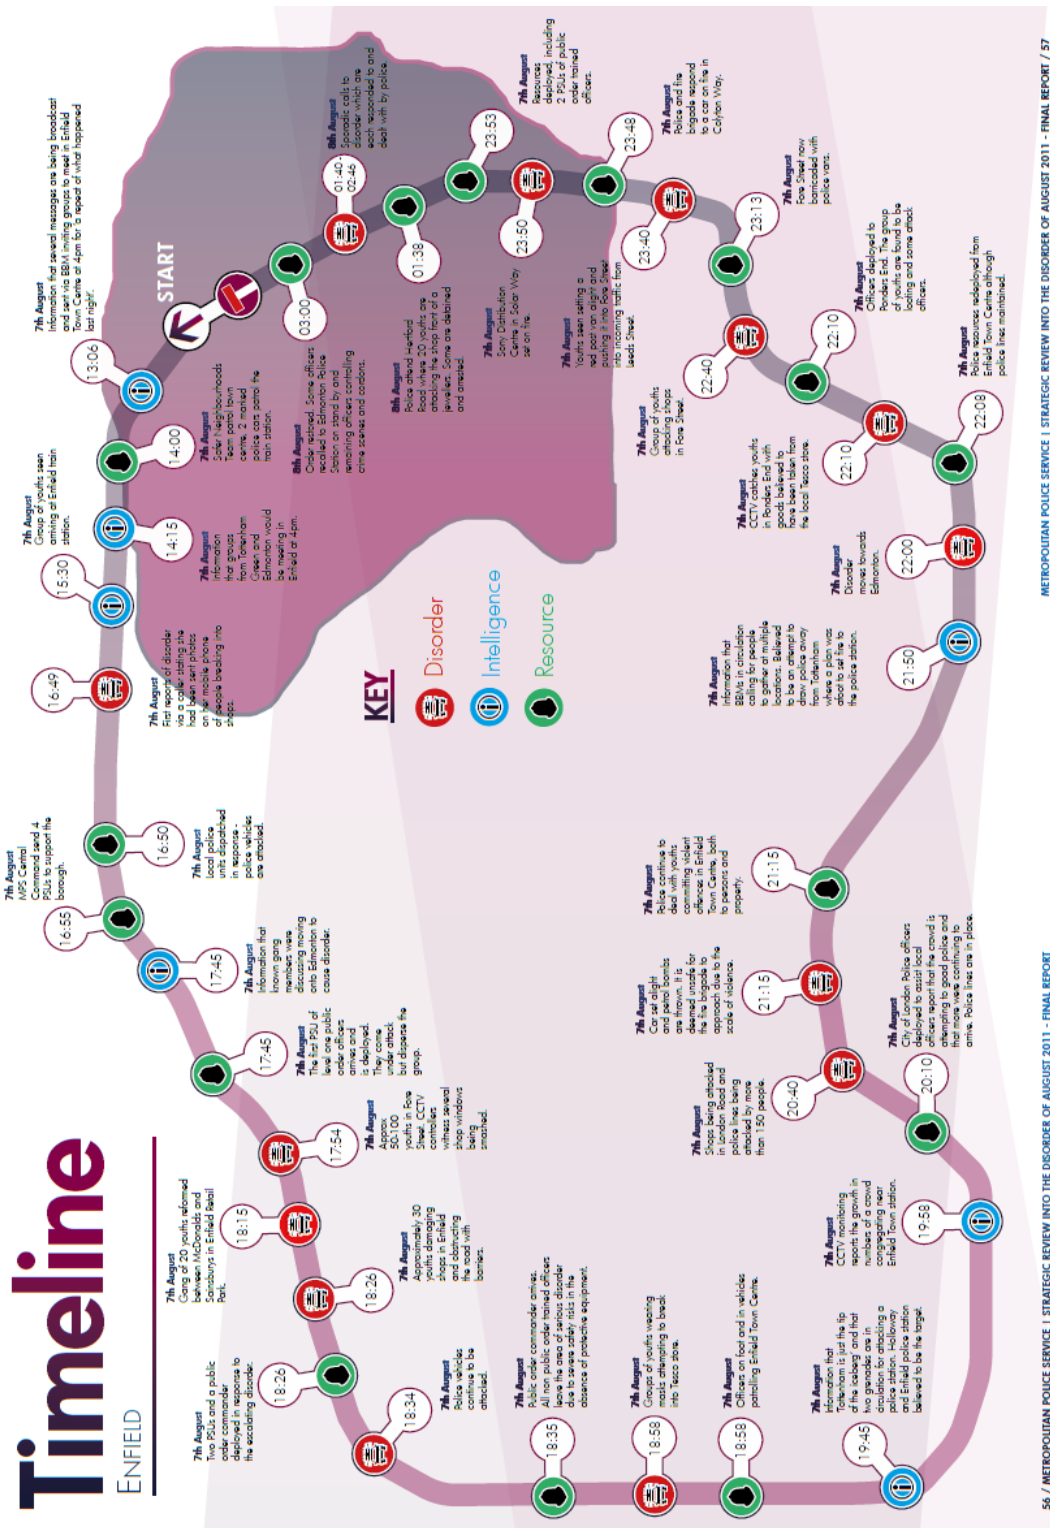 Timeline
ENFIELD
START
13:06
7th August
Information that several messages are being broadcast
and sent via BBM inviting groups to meet in Enfield
Town Centre at 4pm for 'a repeat of what happened
last night'.
14:00
7th August
Safer Neighbourhoods
Team patrol town
centre, 2 marked
police cars patrol the
train station.
14:15
7th August
Information
that groups
from Tottenham
Green and
Edmonton would
be meeting in
Enfield at 4pm.
15:30
7th August
Group of youths seen
arriving at Enfield train
station.
16:49
7th August
First reports of disorder
via a caller stating she
had been sent photos
on her mobile phone
of people breaking into
shops.
16:50
7th August
Local police
units dispatched
in response -
police vehicles
are attacked.
16:55
7th August
MPS Central
Command send 4
PSUs to support the
borough.
17:45
7th August
Information that
known gang
members were
discussing moving
onto Edmonton to
cause disorder.
17:45
7th August
The first PSU of
level one public
order officers
arrives and
is deployed.
They come
under attack
but disperse the
group.
17:54
7th August
Approx
50-100
youths in Fore
Street. CCTV
controllers
witness several
shop windows
being
smashed.
18:15
7th August
Gang of 20 youths reformed
between McDonalds and
Sainsburys in Enfield Retail
Park.
18:26
7th August
Approximately 30
youths damaging
shops in Enfield
and obstructing
the road with
barriers.
18:26
7th August
Two PSUs and a public
order commander
deployed in response to
the escalating disorder.
18:34
7th August
Police vehicles
continue to be
attacked.
18:35
7th August
Public order commander arrives.
All non public order trained officers
leave the area of serious disorder
due to severe safety risks in the
absence of protective equipment.
18:58
7th August
Groups of youths wearing
masks attempting to break
into Tesco store.
18:58
7th August
Officers on foot and in vehicles
patrolling Enfield Town Centre.
19:45
7th August
Information that
Tottenham is just the tip
of the iceberg and that
two grenades are in
circulation for attacking a
police station. Holloway
and Enfield police station
believed to be the target.
19:58
7th August
CCTV monitoring
reports the growth in
numbers of a crowd
congregating near
Enfield Town station.
20:10
7th August
City of London Police officers
deployed to assist local
officers report that the crowd is
attempting to goad police and
that more were continuing to
arrive. Police lines are in place.
20:40
7th August
Shops being attacked
in London Road and
police lines being
attacked by more
than 150 people.
21:15
7th August
Car set alight
and petrol bombs
are thrown. It is
deemed unsafe for
the fire brigade to
approach due to the
scale of violence.
21:15
7th August
Police continue to
deal with youths
committing violent
offences in Enfield
Town Centre, both
to persons and
property.
21:50
7th August
Information that
BBMs in circulation
calling for people
to gather at multiple
locations. Believed
to be an attempt to
draw police away
from Tottenham
where a plan was
afoot to set fire to
the police station.
22:00
7th August
Disorder
moves towards
Edmonton.
22:08
7th August
Police resources redeployed from
Enfield Town Centre although
police lines maintained.
22:10
7th August
CCTV catches youths
in Ponders End with
goods believed to
have been taken from
the local Tesco store.
22:10
7th August
Officers deployed to
Ponders End. The group
of youths are found to be
looting and some attack
officers.
22:40
7th August
Group of youths
attacking shops
in Fore Street.
23:13
7th August
Fore Street now
barricaded with
police vans.
23:40
7th August
Youths seen setting a
red post van alight and
pushing it into Fore Street
into incoming traffic from
Leeds Street.
23:48
7th August
Police and fire
brigade respond
to a car on fire in
Colyton Way.
23:50
7th August
Sony Distribution
Centre in Solar Way
set on fire.
23:53
7th August
Resources
deployed, including
2 PSUs of public
order trained
officers.
01:38
8th August
Police attend Hertford
Road where 20 youths are
attacking the shops front of a
jewellers. Some are detained
and arrested.
01:40 -
02:46
8th August
Sporadic calls to
disorder which are
each responded to and
dealt with by police.
03:00
8th August
Order restored. Some officers
recalled to Edmonton Police
Station on stand by and
remaining officers controlling
crime scenes and cordons.
KEY
Disorder
Intelligence
Resource
56 / METROPOLITAN POLICE SERVICE | STRATEGIC REVIEW INTO THE DISORDER OF AUGUST 2011 - FINAL REPORT
METROPOLITAN POLICE SERVICE | STRATEGIC REVIEW INTO THE DISORDER OF AUGUST 2011 - FINAL REPORT / 57